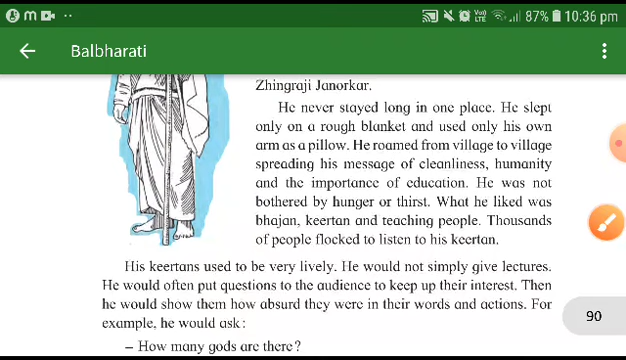 87% 10:36 pm
Balbharati
Zhingraji Janorkar.
He never stayed long in one place. He slept
only on a rough blanket and used only his own
arm as a pillow. He roamed from village to village
spreading his message of cleanliness, humanity
and the importance of education. He was not
bothered by hunger or thirst. What he liked was
bhajan, keertan and teaching people. Thousands
of people flocked to listen to his keertan.
His keertans used to be very lively. He would not simply give lectures.
He would often put questions to the audience to keep up their interest. Then
he would show them how absurd they were in their words and actions. For
example, he would ask :
90
– How many gods are there?